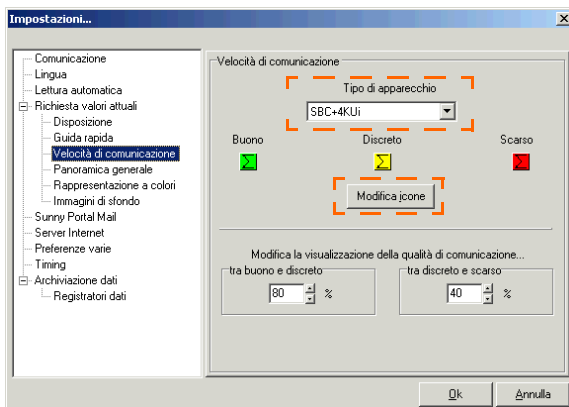 Impostazioni...
Comunicazione
Lingua
Lettura automatica
Richiesta valori attuali
Disposizione
Guida rapida
Velocità di comunicazione
Panoramica generale
Rappresentazione a colori
Immagini di sfondo
Sunny Portal Mail
Server Internet
Preferenze varie
Timing
Archiviazione dati
Registratori dati
Velocità di comunicazione
Tipo di apparecchio
SBC+4KUi
Buono Discreto Scarso
Σ Σ Σ
Modifica icone
Modifica la visualizzazione della qualità di comunicazione...
tra buono e discreto tra discreto e scarso
80 % 40 %
Ok Annulla